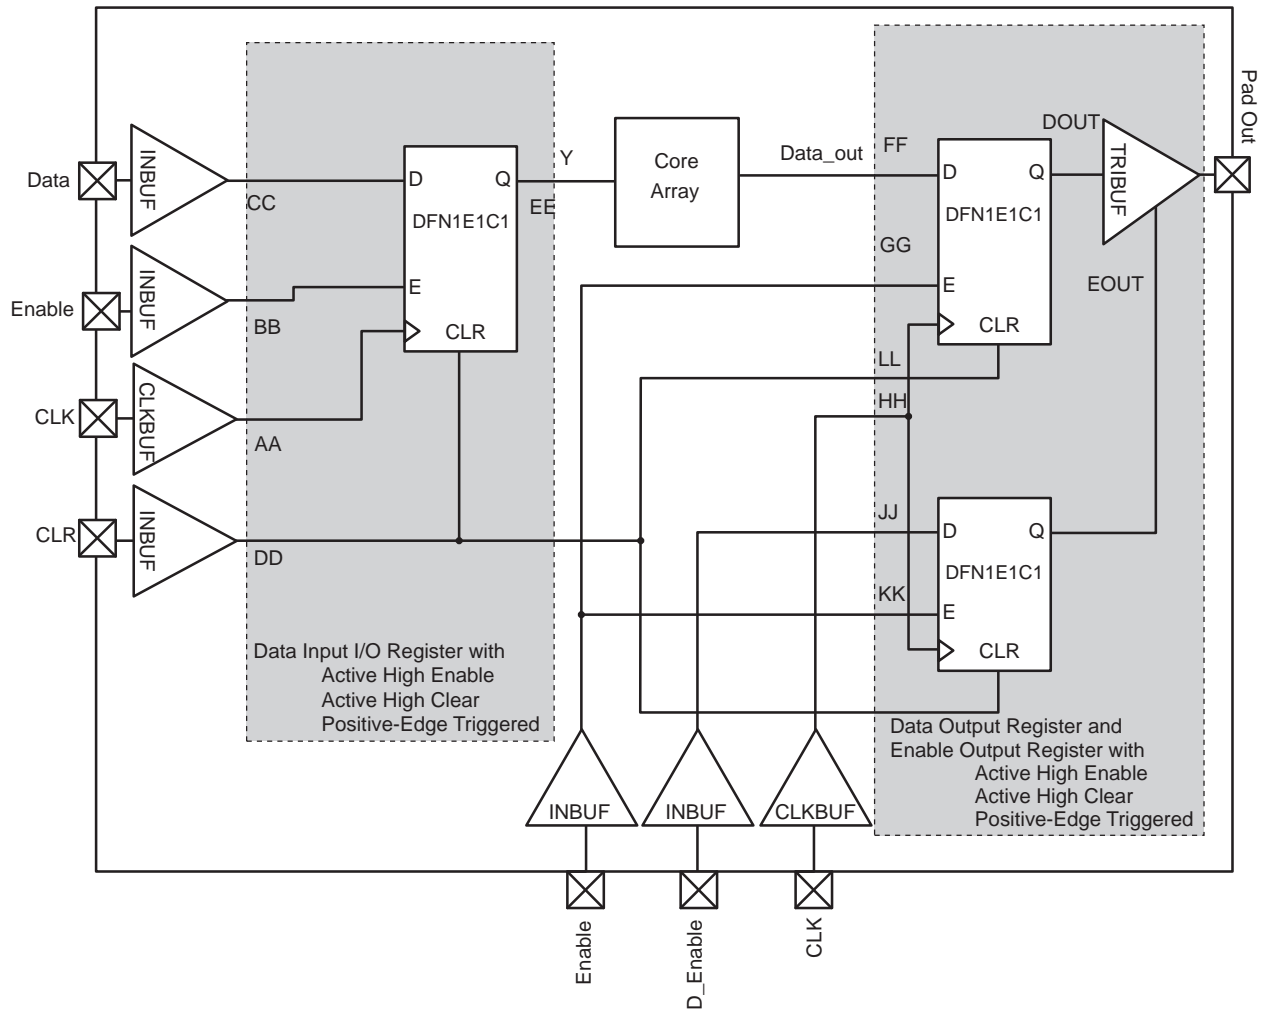 Data
INBUF
CC
D
Q
DFN1E1C1
E
CLR
Y
EE
Core
Array
Data_out
FF
GG
D
Q
DFN1E1C1
E
CLR
DOUT
TRIBUF
EOUT
Pad Out
Enable
INBUF
BB
CLK
CLKBUF
AA
CLR
INBUF
DD
LL
HH
JJ
KK
D
Q
DFN1E1C1
E
CLR
Data Input I/O Register with
Active High Enable
Active High Clear
Positive-Edge Triggered
Data Output Register and
Enable Output Register with
Active High Enable
Active High Clear
Positive-Edge Triggered
INBUF
INBUF
CLKBUF
Enable
D_Enable
CLK